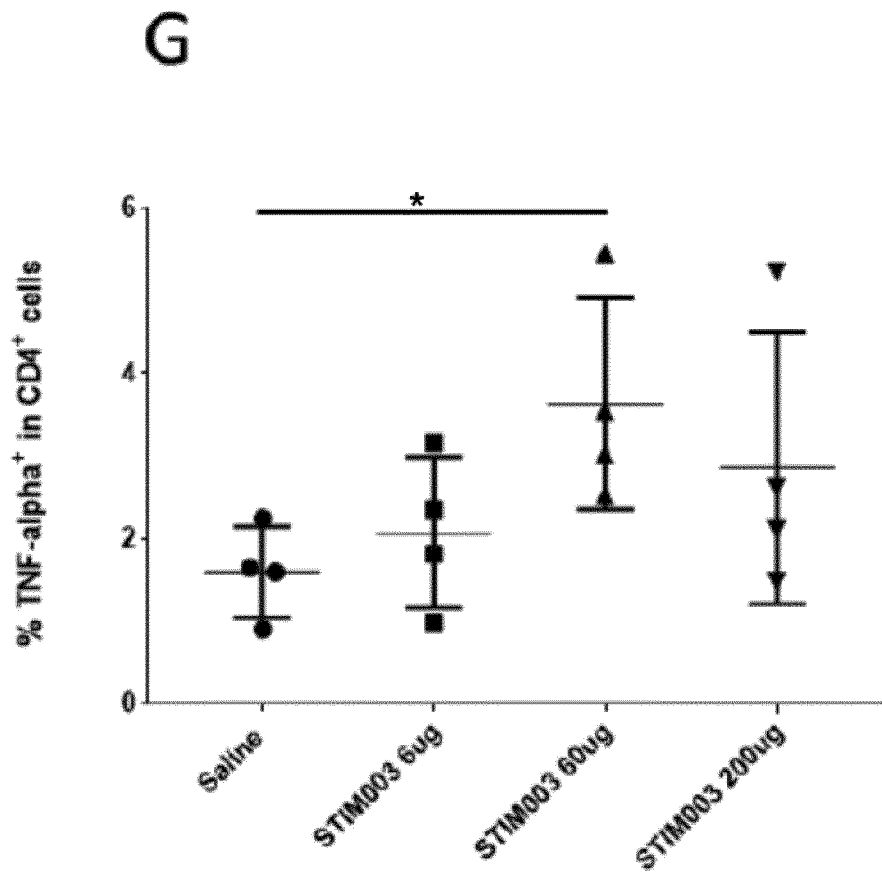 G
% TNF-alpha⁺ in CD4⁺ cells
6
4
2
0
*
Saline
STIM003 6ug
STIM003 60ug
STIM003 200ug